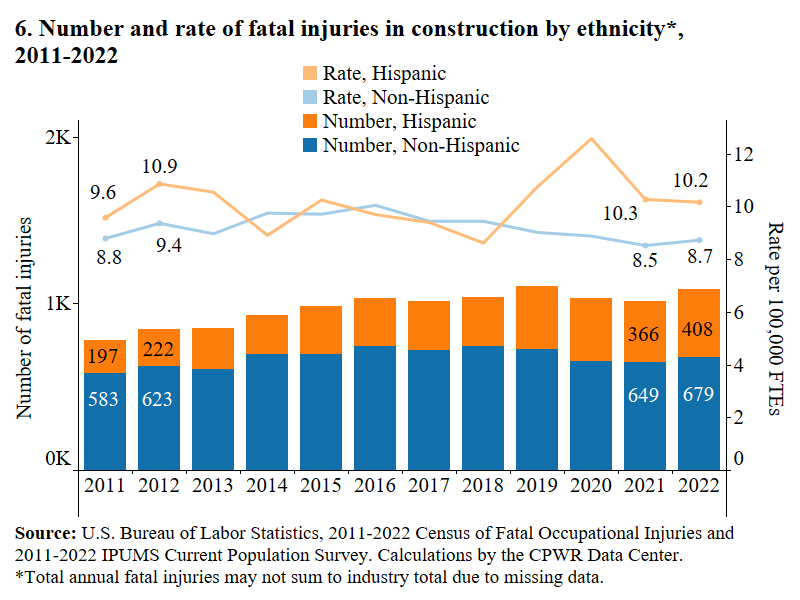 6. Number and rate of fatal injuries in construction by ethnicity*,
2011-2022
Rate, Hispanic
Rate, Non-Hispanic
Number, Hispanic
Number, Non-Hispanic
Number of fatal injuries
2K
1K
0K
9.6
10.9
10.3
10.2
8.8
9.4
8.5
8.7
197
222
366
408
583
623
649
679
12
10
8
6
4
2
0
Rate per 100,000 FTEs
2011 2012 2013 2014 2015 2016 2017 2018 2019 2020 2021 2022
Source: U.S. Bureau of Labor Statistics, 2011-2022 Census of Fatal Occupational Injuries and
2011-2022 IPUMS Current Population Survey. Calculations by the CPWR Data Center.
*Total annual fatal injuries may not sum to industry total due to missing data.